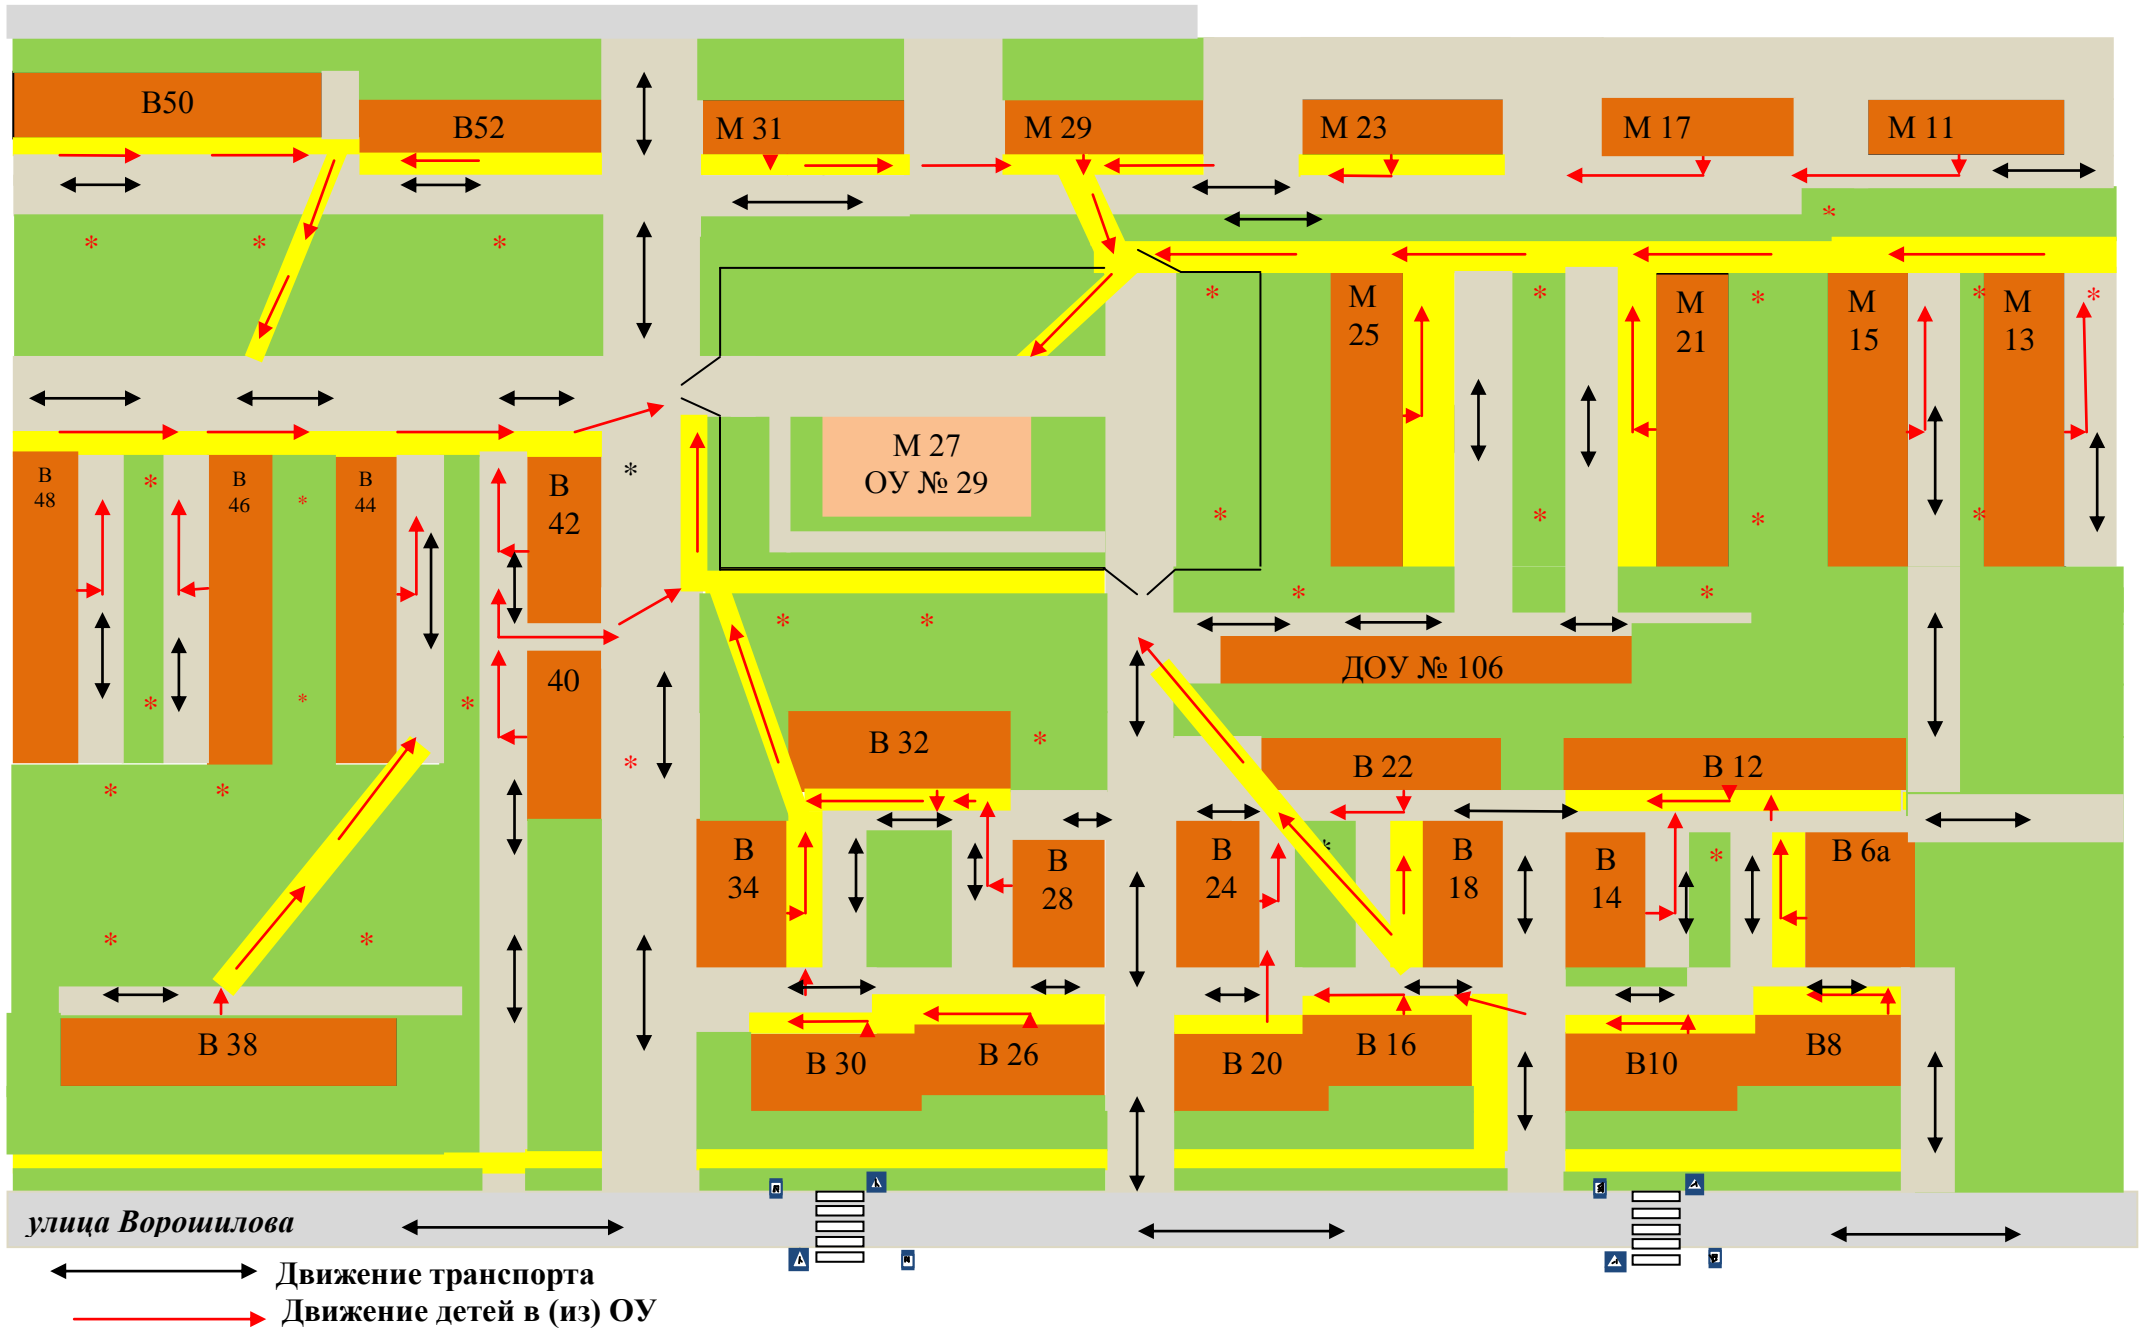 В50
В52
М 31
М 29
М 23
М 17
М 11
М
25
М
21
М
15
М
13
М 27
ОУ № 29
В
48
В
46
В
44
В
42
40
ДОУ № 106
В 32
В 22
В 12
В
34
В
28
В
24
В
18
В
14
В 6а
В 38
В 30
В 26
В 20
В 16
В10
В8
улица Ворошилова
Движение транспорта
Движение детей в (из) ОУ